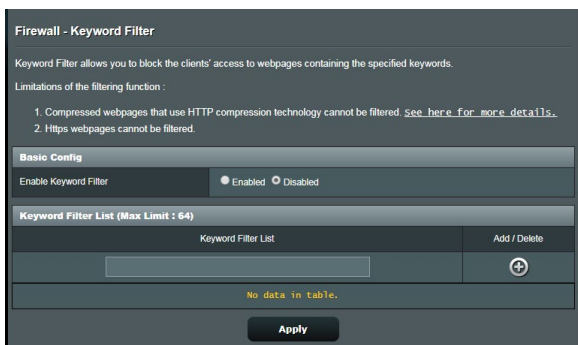 Firewall - Keyword Filter
Keyword Filter allows you to block the clients' access to webpages containing the specified keywords.
Limitations of the filtering function :
1. Compressed webpages that use HTTP compression technology cannot be filtered. See here for more details.
2. Https webpages cannot be filtered.
Basic Config
Enable Keyword Filter Enabled Disabled
Keyword Filter List (Max Limit : 64)
Keyword Filter List Add / Delete
No data in table.
Apply